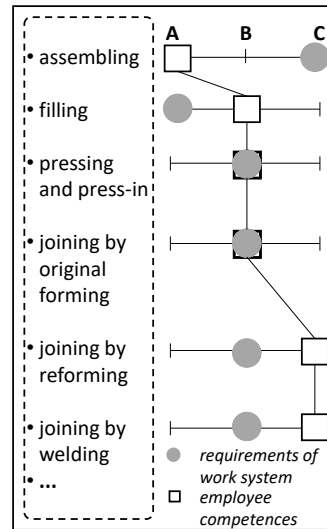 A B C
• assembling
• filling
• pressing
and press-in
• joining by
original
forming
• joining by
reforming
• joining by
welding
• ...
requirements of
work system
employee
competences